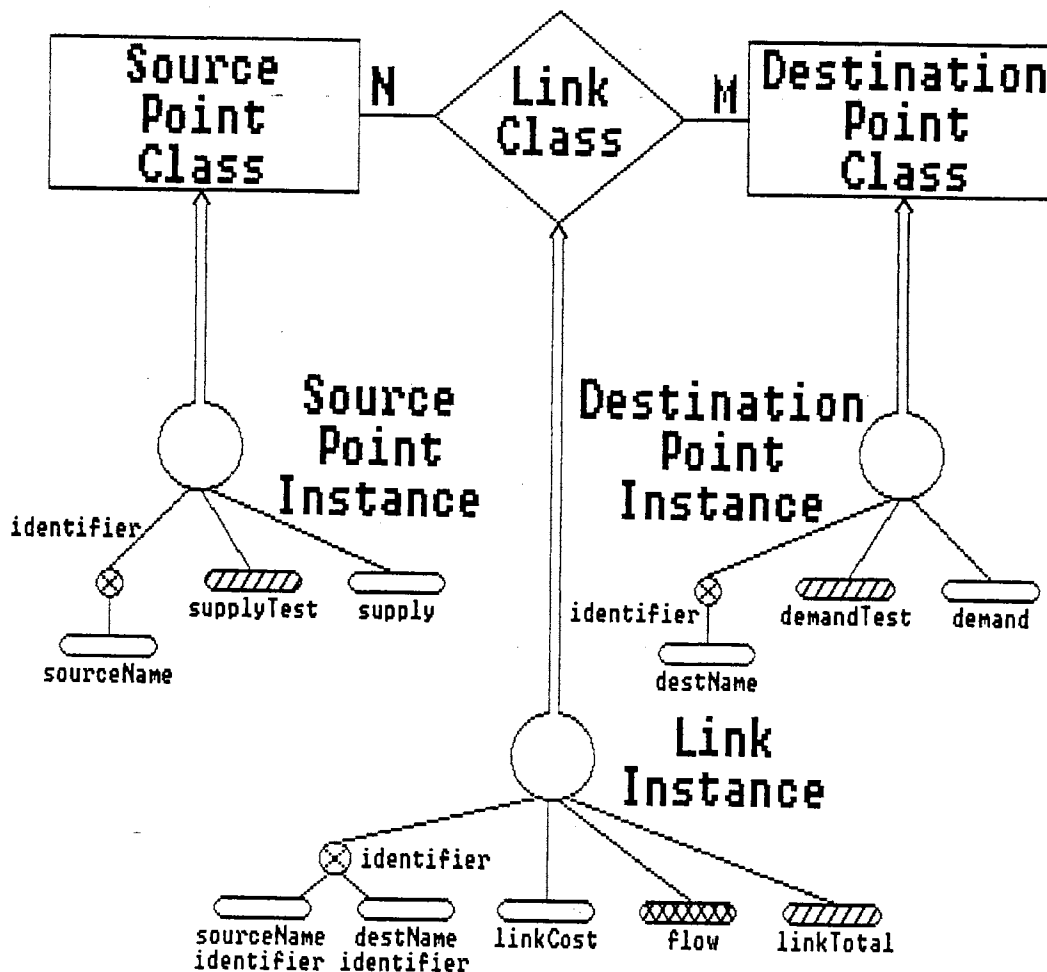 Source
Point
Class
N
Link
Class
M
Destination
Point
Class
Source
Point
Instance
Destination
Point
Instance
identifier
supplyTest
supply
sourceName
identifier
demandTest
demand
destName
Link
Instance
identifier
sourceName
identifier
destName
identifier
linkCost
flow
linkTotal